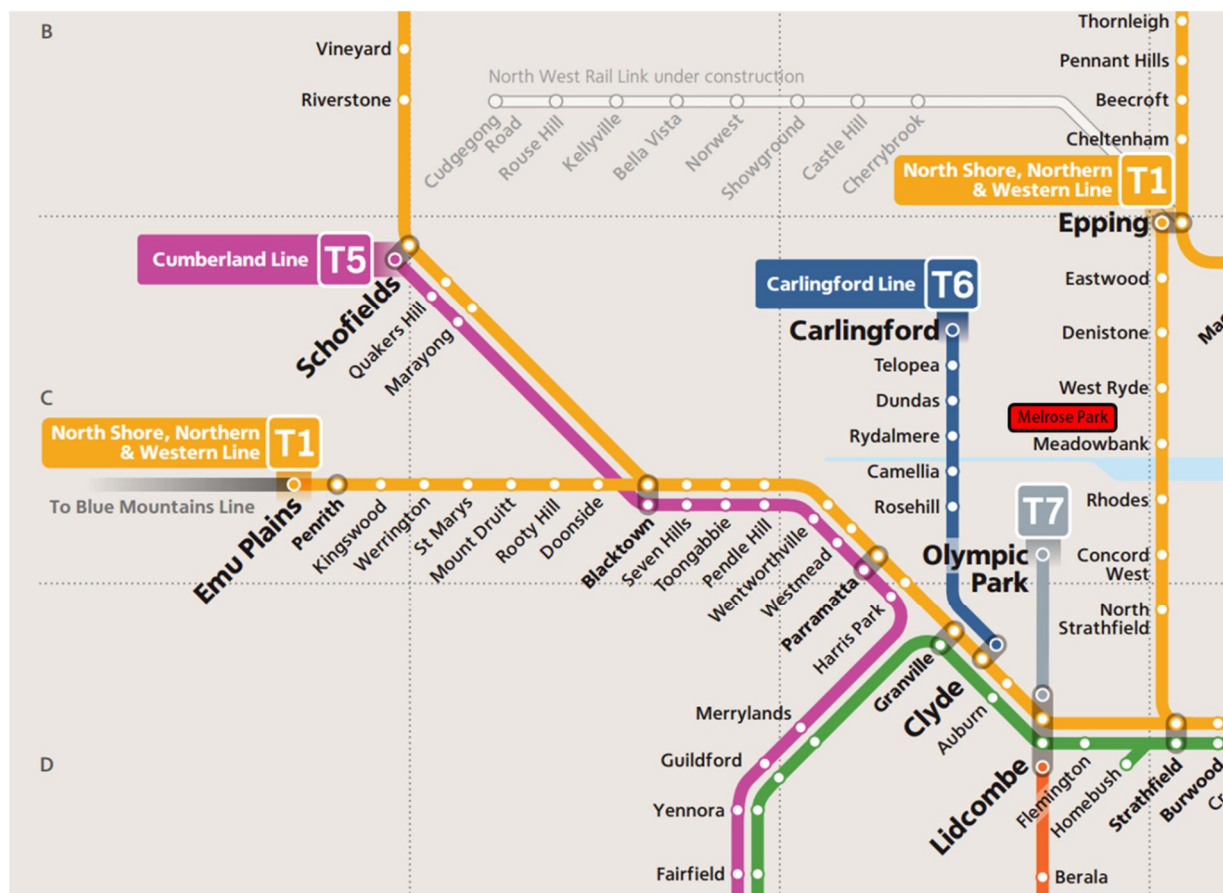 B
Vineyard
Riverstone
North West Rail Link under construction
Cudgegong
Road
Rouse Hill
Kellyville
Bella Vista
Norwest
Showground
Castle Hill
Cherrybrook
Thornleigh
Pennant Hills
Beecroft
Cheltenham
North Shore, Northern
& Western Line
T1
Epping
Cumberland Line
T5
Schofields
Quakers Hill
Marayong
Carlingford Line
T6
Carlingford
Telopea
Dundas
Rydalmere
Camellia
Rosehill
Eastwood
Denistone
West Ryde
Melrose Park
Meadowbank
Rhodes
Concord
West
North
Strathfield
C
North Shore, Northern
& Western Line
T1
To Blue Mountains Line
Emu Plains
Penrith
Kingswood
Werrington
St Marys
Mount Druitt
Rooty Hill
Doonside
Blacktown
Seven Hills
Toongabbie
Pendle Hill
Wentworthville
Westmead
Parramatta
Harris Park
T7
Olympic
Park
Granville
Clyde
Auburn
Lidcombe
Flemington
Homebush
Strathfield
Burwood
D
Merrylands
Guildford
Yennora
Fairfield
Berala